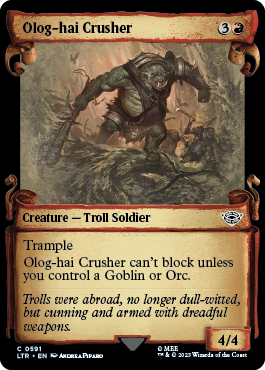 Olog-hai Crusher 3
Creature — Troll Soldier
Trample
Olog-hai Crusher can't block unless
you control a Goblin or Orc.
Trolls were abroad, no longer dull-witted,
but cunning and armed with dreadful
weapons.
4/4
C 0591
LTR • EN Andrea Piparo
© MEE
™ & © 2023 Wizards of the Coast